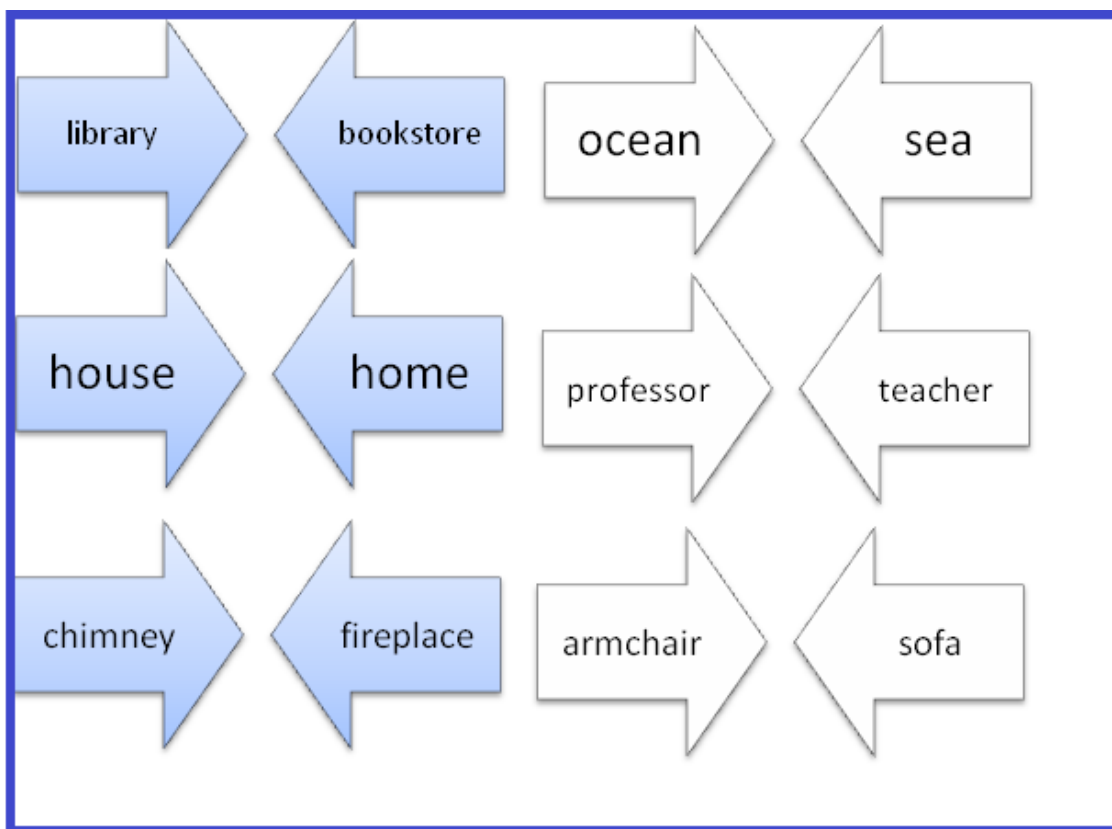 library bookstore ocean sea
house home professor teacher
chimney fireplace armchair sofa